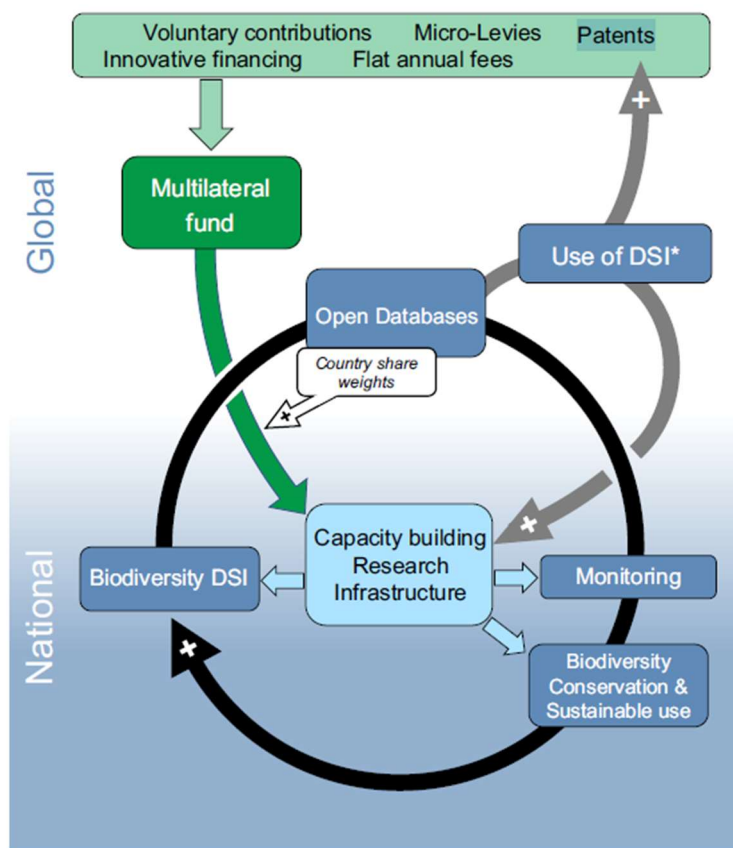 Voluntary contributions Micro-Levies Patents
Innovative financing Flat annual fees
+
Global
Multilateral
fund
Use of DSI*
Open Databases
Country share
weights
+
National
Capacity building
Research
Infrastructure
+
Biodiversity DSI
Monitoring
+
Biodiversity
Conservation &
Sustainable use